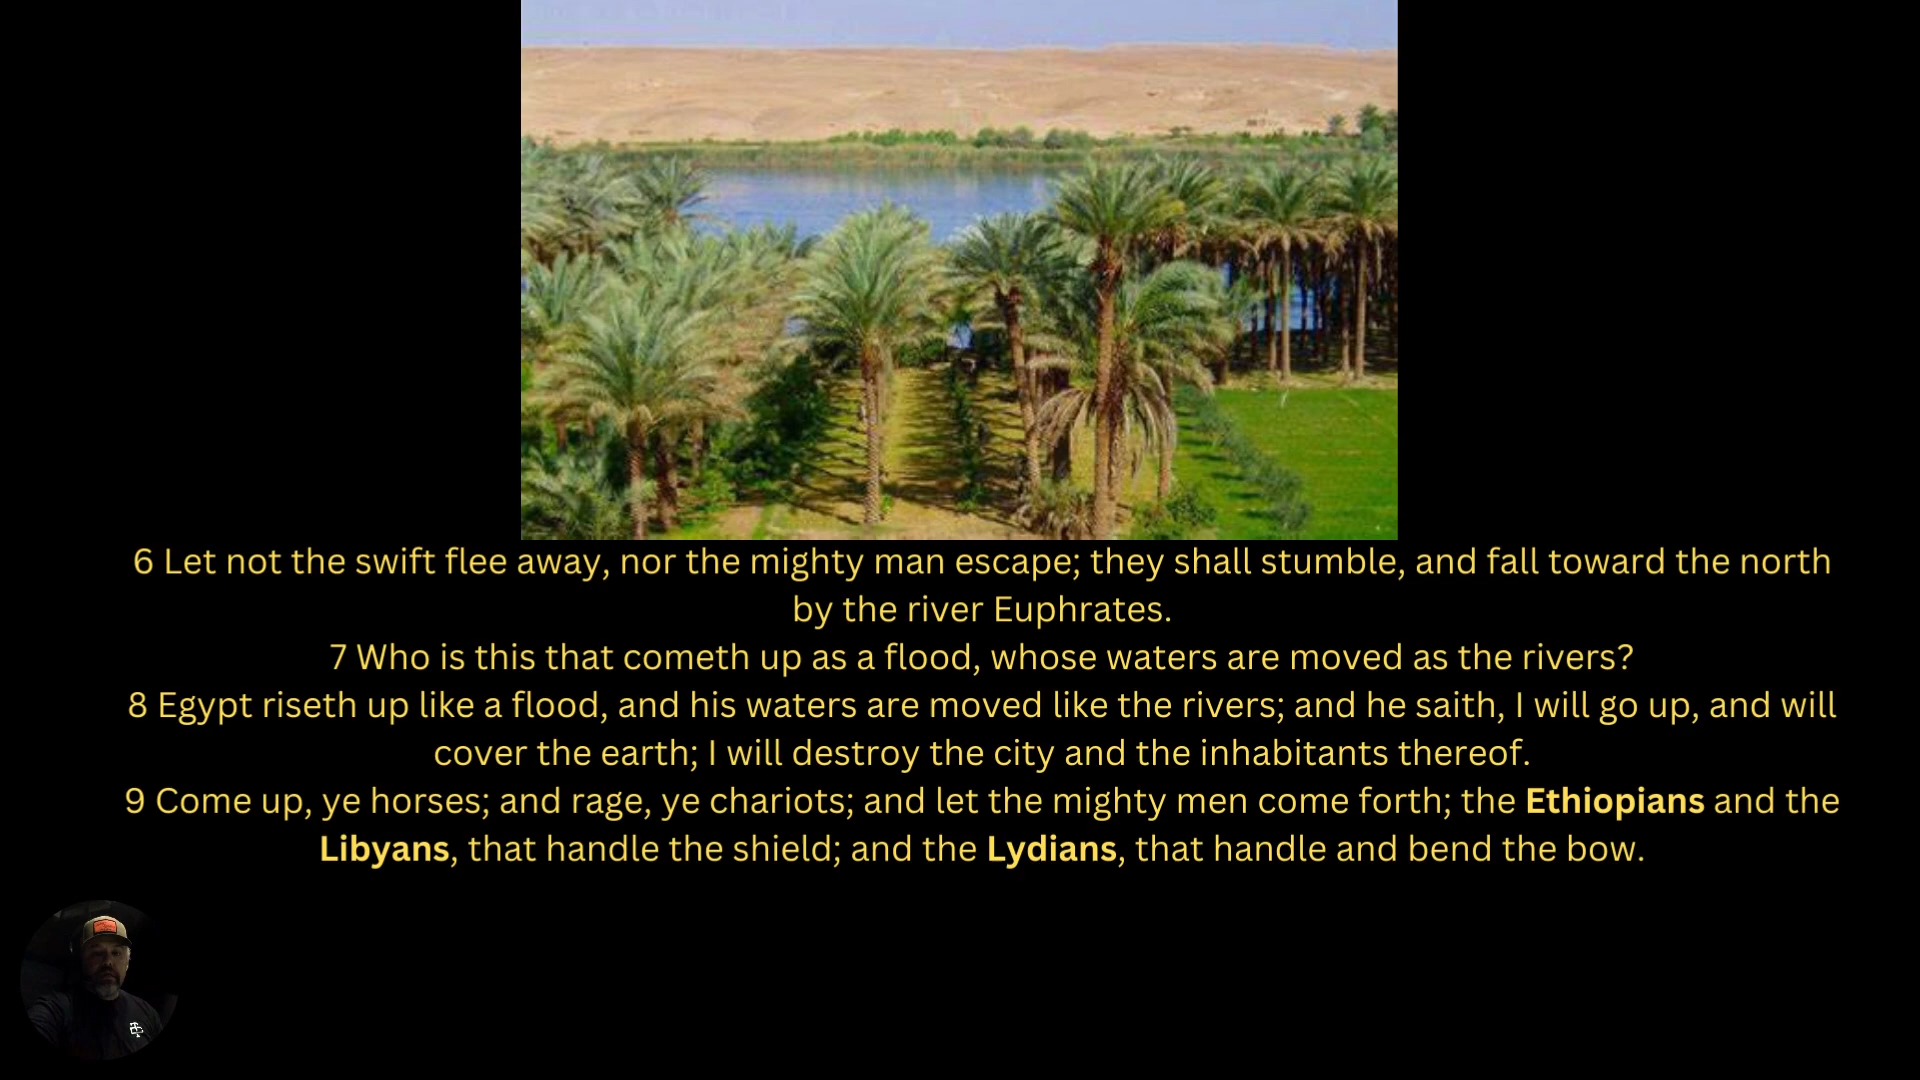 6 Let not the swift flee away, nor the mighty man escape; they shall stumble, and fall toward the north
by the river Euphrates.
7 Who is this that cometh up as a flood, whose waters are moved as the rivers?
8 Egypt riseth up like a flood, and his waters are moved like the rivers; and he saith, I will go up, and will
cover the earth; I will destroy the city and the inhabitants thereof.
9 Come up, ye horses; and rage, ye chariots; and let the mighty men come forth; the Ethiopians and the
Libyans, that handle the shield; and the Lydians, that handle and bend the bow.